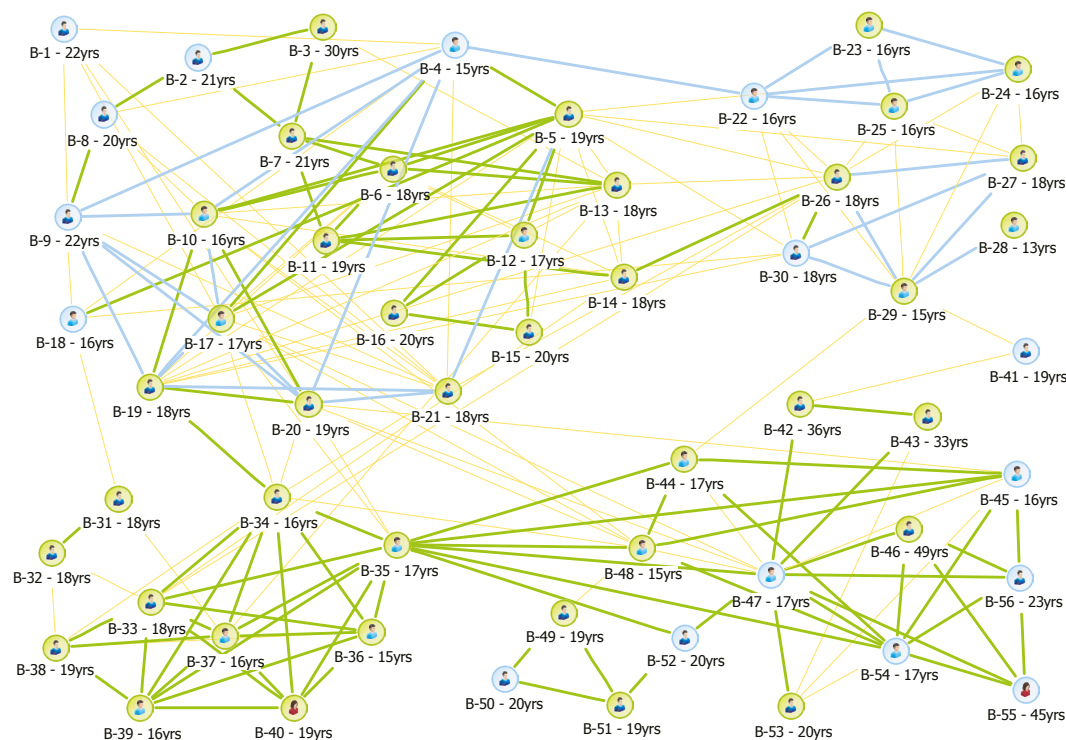 B-1 - 22yrs
B-2 - 21yrs
B-3 - 30yrs
B-4 - 15yrs
B-23 - 16yrs
B-24 - 16yrs
B-22 - 16yrs
B-25 - 16yrs
B-8 - 20yrs
B-7 - 21yrs
B-5 - 19yrs
B-6 - 18yrs
B-13 - 18yrs
B-26 - 18yrs
B-27 - 18yrs
B-9 - 22yrs
B-10 - 16yrs
B-11 - 19yrs
B-12 - 17yrs
B-28 - 13yrs
B-30 - 18yrs
B-14 - 18yrs
B-29 - 15yrs
B-18 - 16yrs
B-17 - 17yrs
B-16 - 20yrs
B-15 - 20yrs
B-41 - 19yrs
B-19 - 18yrs
B-20 - 19yrs
B-21 - 18yrs
B-42 - 36yrs
B-43 - 33yrs
B-44 - 17yrs
B-45 - 16yrs
B-31 - 18yrs
B-34 - 16yrs
B-46 - 49yrs
B-32 - 18yrs
B-35 - 17yrs
B-48 - 15yrs
B-47 - 17yrs
B-56 - 23yrs
B-33 - 18yrs
B-49 - 19yrs
B-38 - 19yrs
B-37 - 16yrs
B-36 - 15yrs
B-52 - 20yrs
B-54 - 17yrs
B-50 - 20yrs
B-51 - 19yrs
B-53 - 20yrs
B-55 - 45yrs
B-39 - 16yrs
B-40 - 19yrs